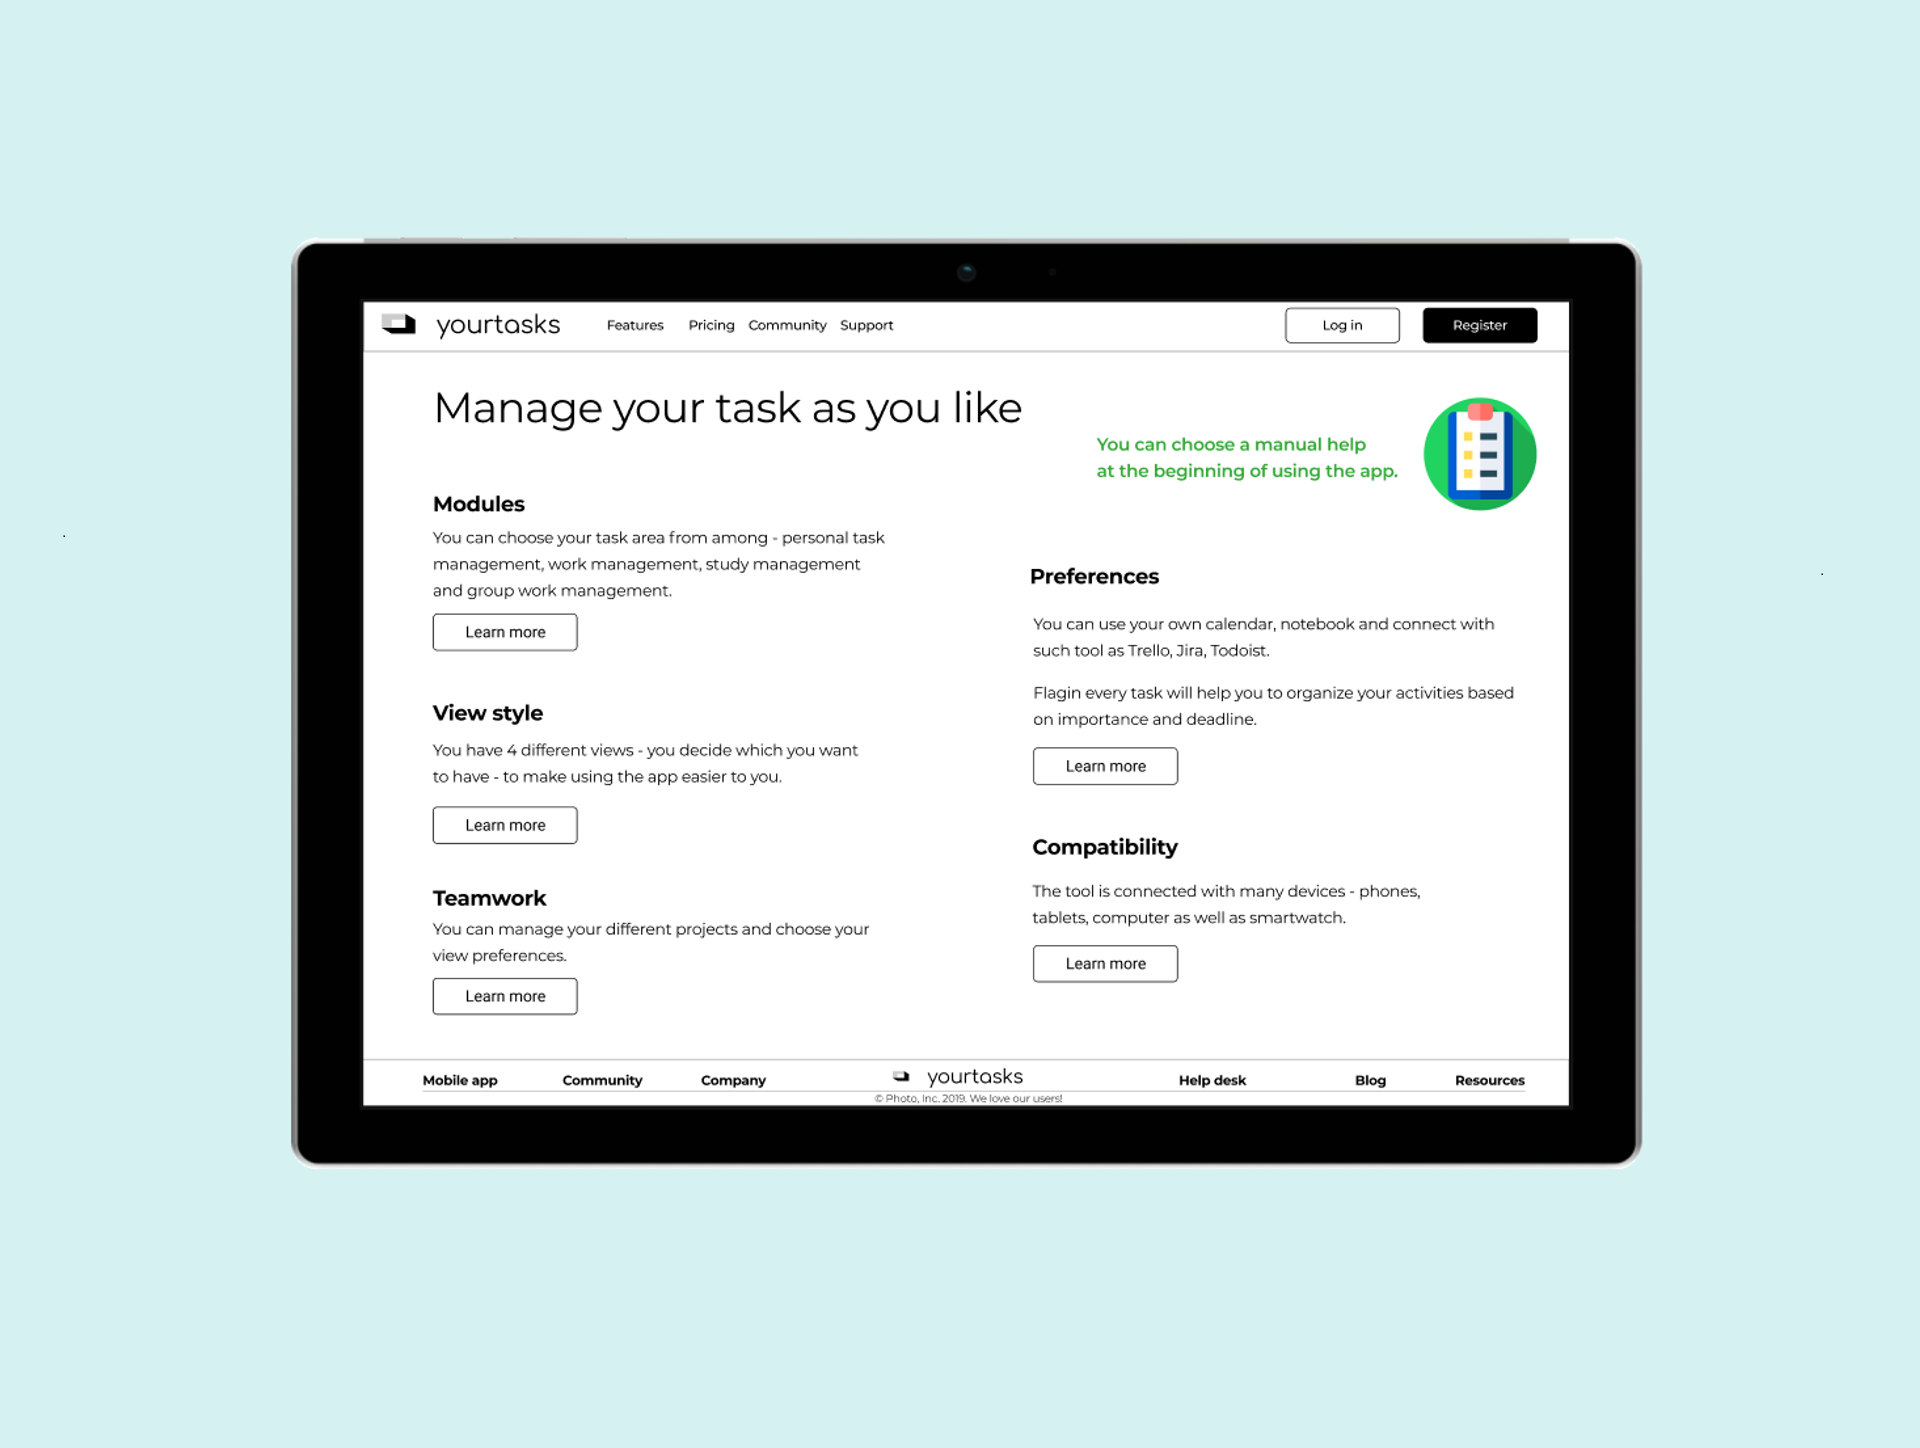 yourtasks
Features Pricing Community Support
Log in
Register
Manage your task as you like
You can choose a manual help
at the beginning of using the app.
Modules
You can choose your task area from among - personal task
management, work management, study management
and group work management.
Learn more
View style
You have 4 different views - you decide which you want
to have - to make using the app easier to you.
Learn more
Teamwork
You can manage your different projects and choose your
view preferences.
Learn more
Preferences
You can use your own calendar, notebook and connect with
such tool as Trello, Jira, Todoist.
Flagin every task will help you to organize your activities based
on importance and deadline.
Learn more
Compatibility
The tool is connected with many devices - phones,
tablets, computer as well as smartwatch.
Learn more
Mobile app Community Company yourtasks Help desk Blog Resources
© Photo, Inc. 2019. We love our users!